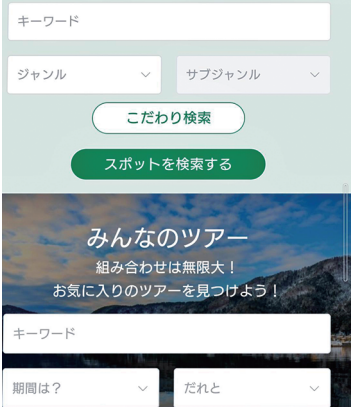 キーワード
ジャンル サブジャンル
こだわり検索
スポットを検索する
みんなのツアー
組み合わせは無限大！
お気に入りのツアーを見つけよう！
キーワード
期間は？ だれと